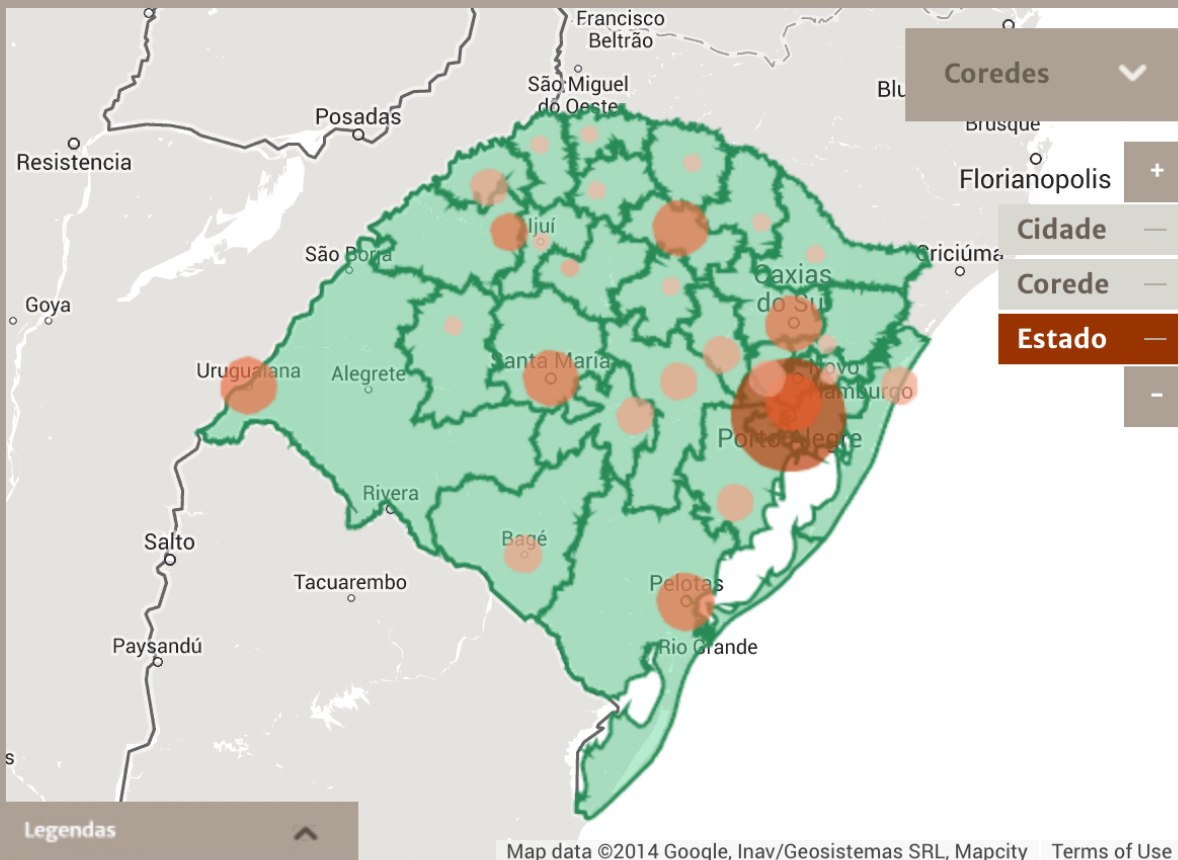 Francisco
Beltrão
Coredes
São Miguel
do Oeste
Posadas
Brusque
Resistencia
+
Florianopolis
Cidade
Ijuí
São Borja
Criciúma
Corede
Caxias
do Sul
Goya
Estado
Santa Maria
Uruguaiana
Alegrete
Novo
Hamburgo
-
Porto Alegre
Rivera
Bagé
Salto
Tacuarembo
Pelotas
Paysandú
Rio Grande
s
Legendas
Map data ©2014 Google, Inav/Geosistemas SRL, Mapcity
Terms of Use